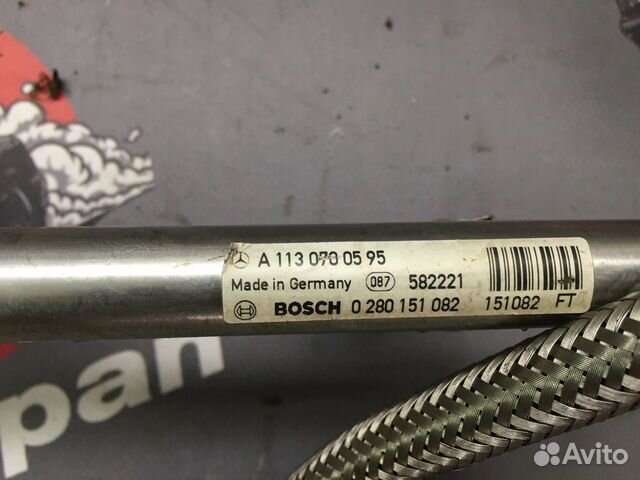 A 113 070 05 95
Made in Germany 087 582221
BOSCH 0 280 151 082 151082 FT
pan
Avito